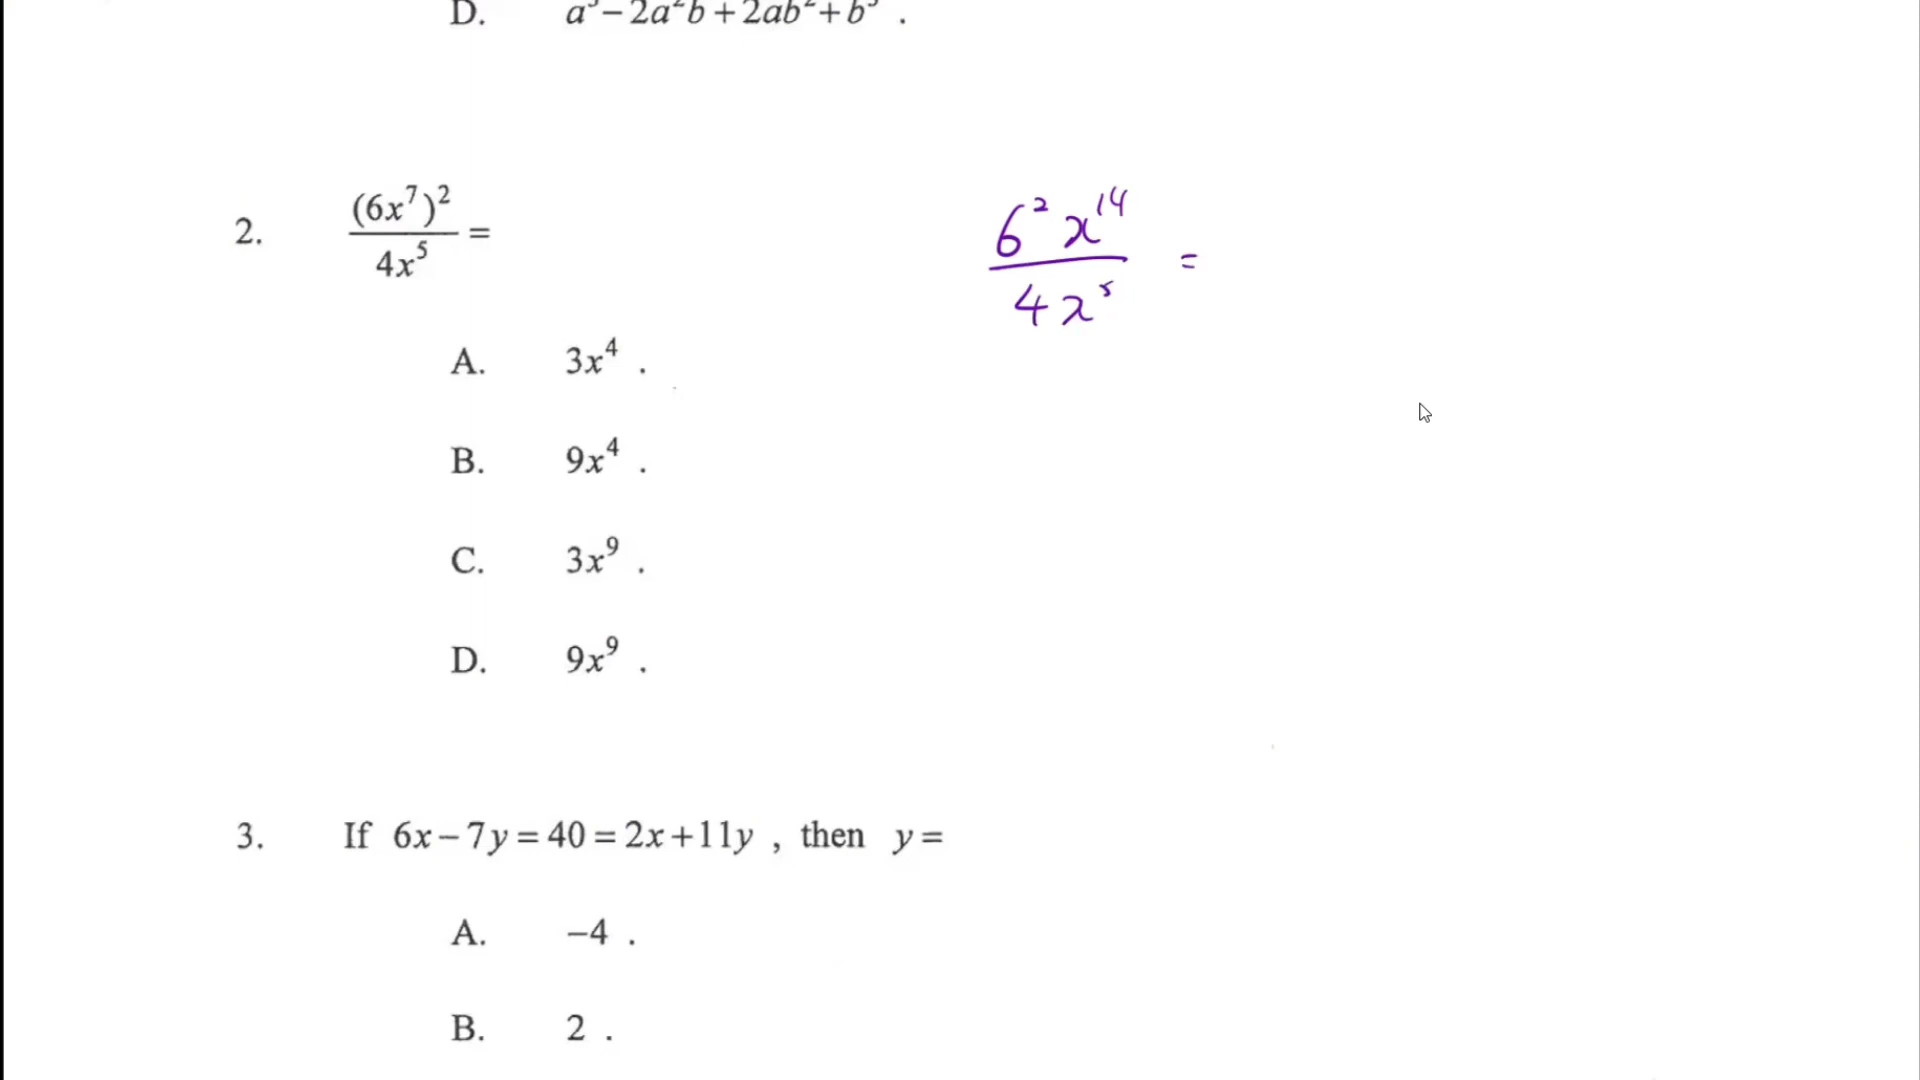 D. a³−2a²b+2ab²+b³ .
2. (6x⁷)²/4x⁵ =
6²x¹⁴/4x⁵ =
A. 3x⁴ .
B. 9x⁴ .
C. 3x⁹ .
D. 9x⁹ .
3. If 6x−7y=40=2x+11y , then y=
A. −4 .
B. 2 .